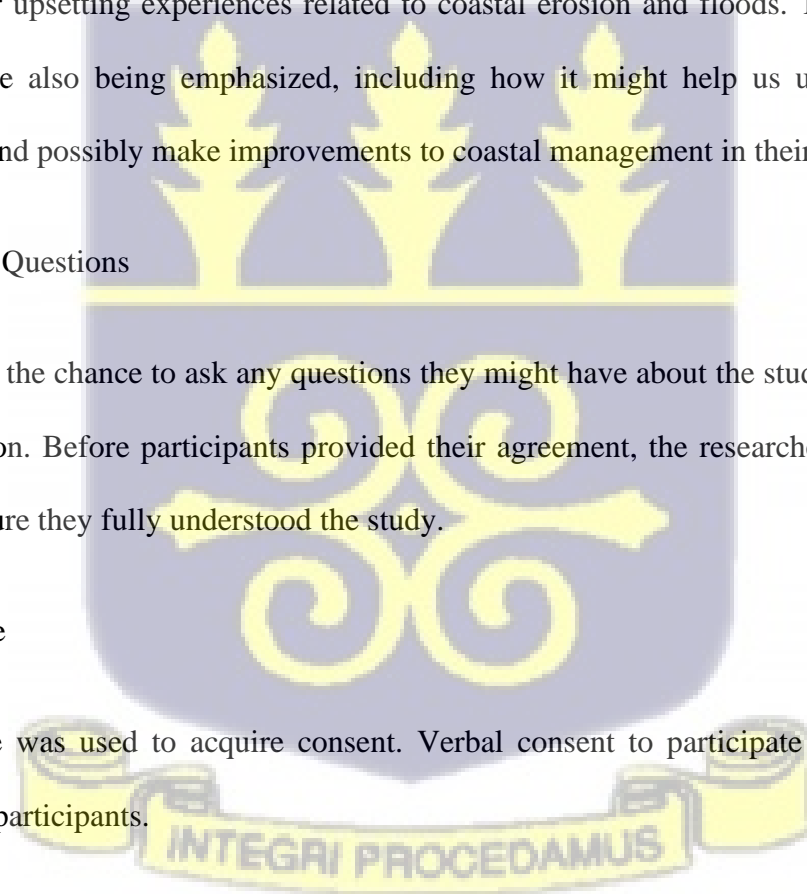 upsetting experiences related to coastal erosion and floods.
e also being emphasized, including how it might help us u
nd possibly make improvements to coastal management in their
Questions
the chance to ask any questions they might have about the stud
on. Before participants provided their agreement, the researche
ure they fully understood the study.
e
e was used to acquire consent. Verbal consent to participate
participants.
INTEGRI PROCEDAMUS